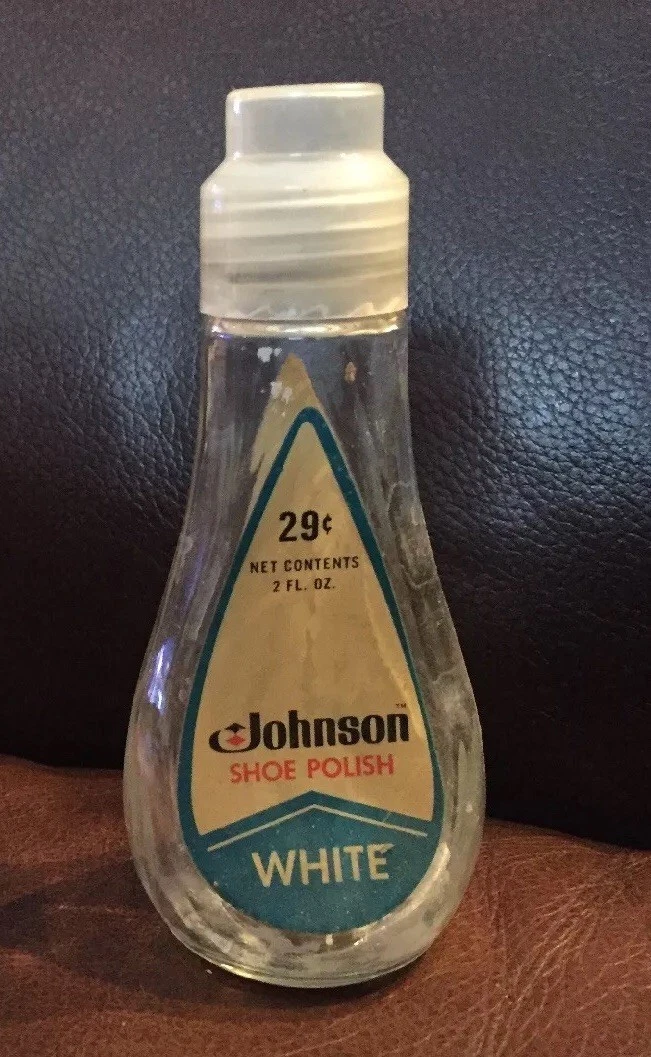 29¢
NET CONTENTS
2 FL. OZ.
Johnson™
SHOE POLISH
WHITE